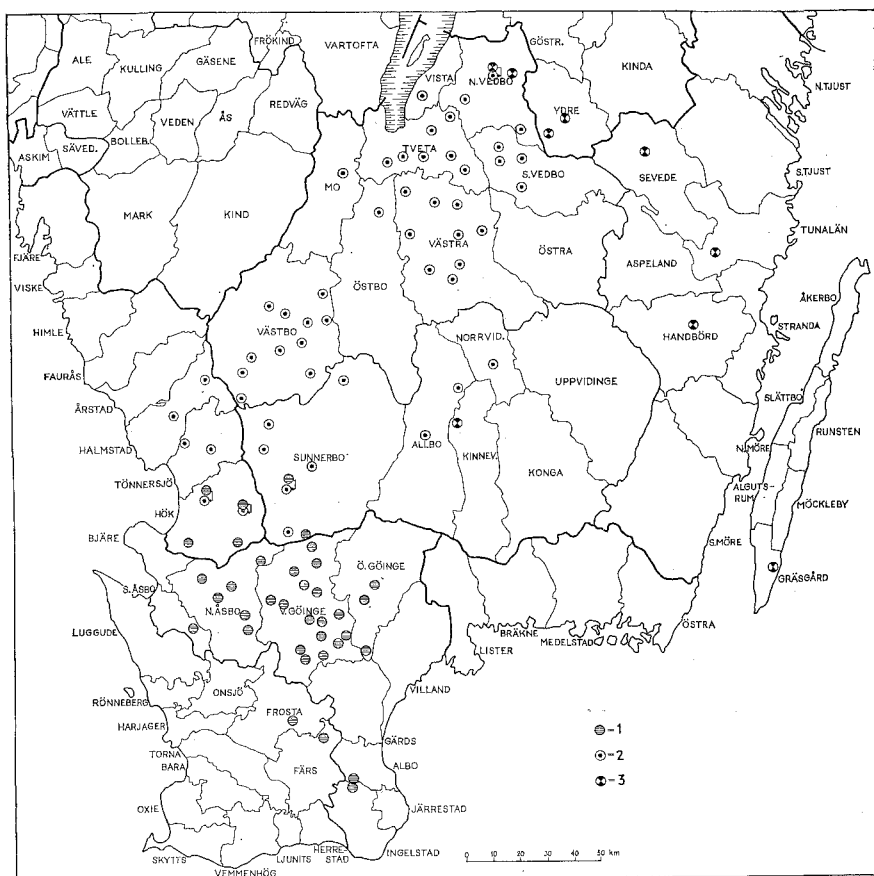 ALE
KULLING
GÄSENE
FRÖKIND
VARTOFTA
GÖSTR.
KINDA
N.TJUST
VISTA
N.VEDBO
REDVÄG
VÄTTLE
VEDEN
ÅS
YDRE
BOLLEB.
SÄVED.
ASKIM
TVETA
S.VEDBO
SEVEDE
S.TJUST
MO
MARK
KIND
VÄSTRA
ÖSTRA
TUNALÄN
FJÄRE
ASPELAND
VISKE
ÖSTBO
ÅKERBO
HIMLE
VÄSTBO
NORRVID.
HANDBÖRD
STRANDA
FAURÅS
UPPVIDINGE
ÅRSTAD
SLÄTTBO
HALMSTAD
SUNNERBO
ALLBO
KINNEV.
KONGA
N.MÖRE
RUNSTEN
TÖNNERSJÖ
ALGUTS-
RUM
MÖCKLEBY
HÖK
BJÄRE
S.MÖRE
Ö.GÖINGE
GRÄSGÅRD
S.ÅSBO
N.ÅSBO
V.GÖINGE
LUGGUDE
BRÄKNE
MEDELSTAD
ÖSTRA
LISTER
ONSJÖ
VILLAND
RÖNNEBERG
FROSTA
HARJAGER
GÄRDS
TORNA
BARA
FÄRS
ALBO
OXIE
JÄRRESTAD
SKYTTS
VEMMENHÖG
LJUNITS
HERRE-
STAD
INGELSTAD
-1
-2
-3
0 10 20 30 40 50 km